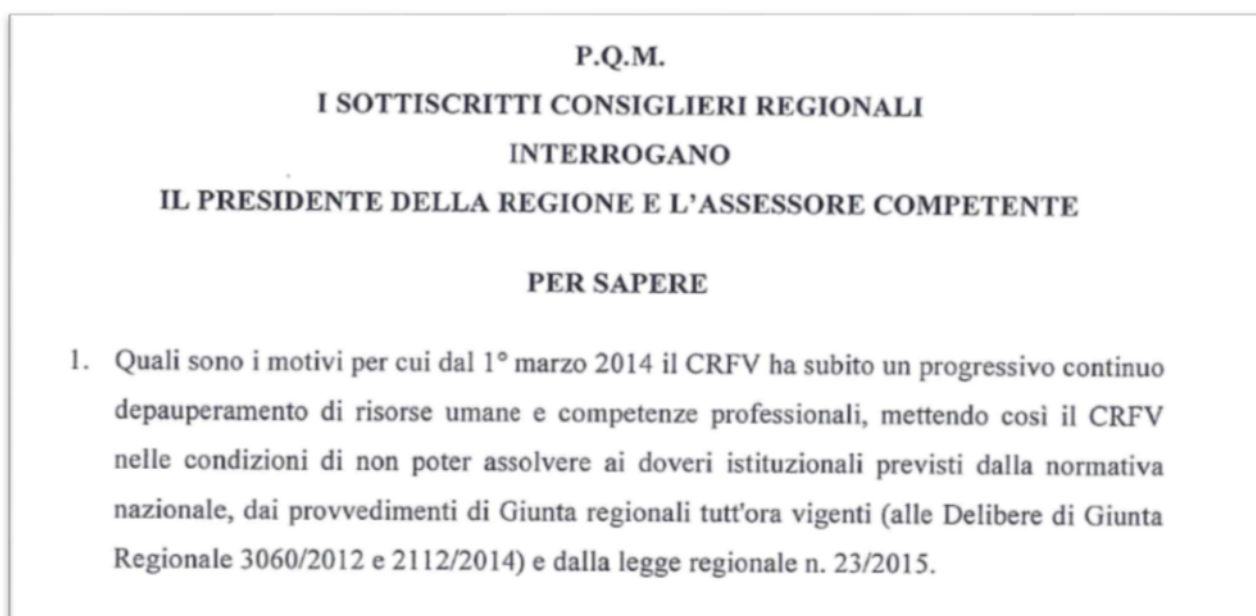 P.Q.M.
I SOTTISCRITTI CONSIGLIERI REGIONALI
INTERROGANO
IL PRESIDENTE DELLA REGIONE E L'ASSESSORE COMPETENTE
PER SAPERE
1. Quali sono i motivi per cui dal 1° marzo 2014 il CRFV ha subito un progressivo continuo
depauperamento di risorse umane e competenze professionali, mettendo così il CRFV
nelle condizioni di non poter assolvere ai doveri istituzionali previsti dalla normativa
nazionale, dai provvedimenti di Giunta regionali tutt'ora vigenti (alle Delibere di Giunta
Regionale 3060/2012 e 2112/2014) e dalla legge regionale n. 23/2015.